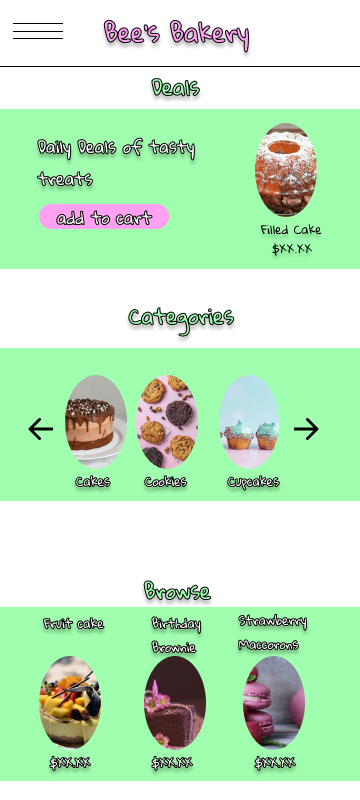 Bee's Bakery
Deals
Daily Deals of tasty
treats
add to cart
Filled Cake
$XX.XX
Categories
Cakes
Cookies
Cupcakes
Browse
Fruit cake
Birthday
Brownie
Strawberry
Maccorons
$XX.XX
$XX.XX
$XX.XX